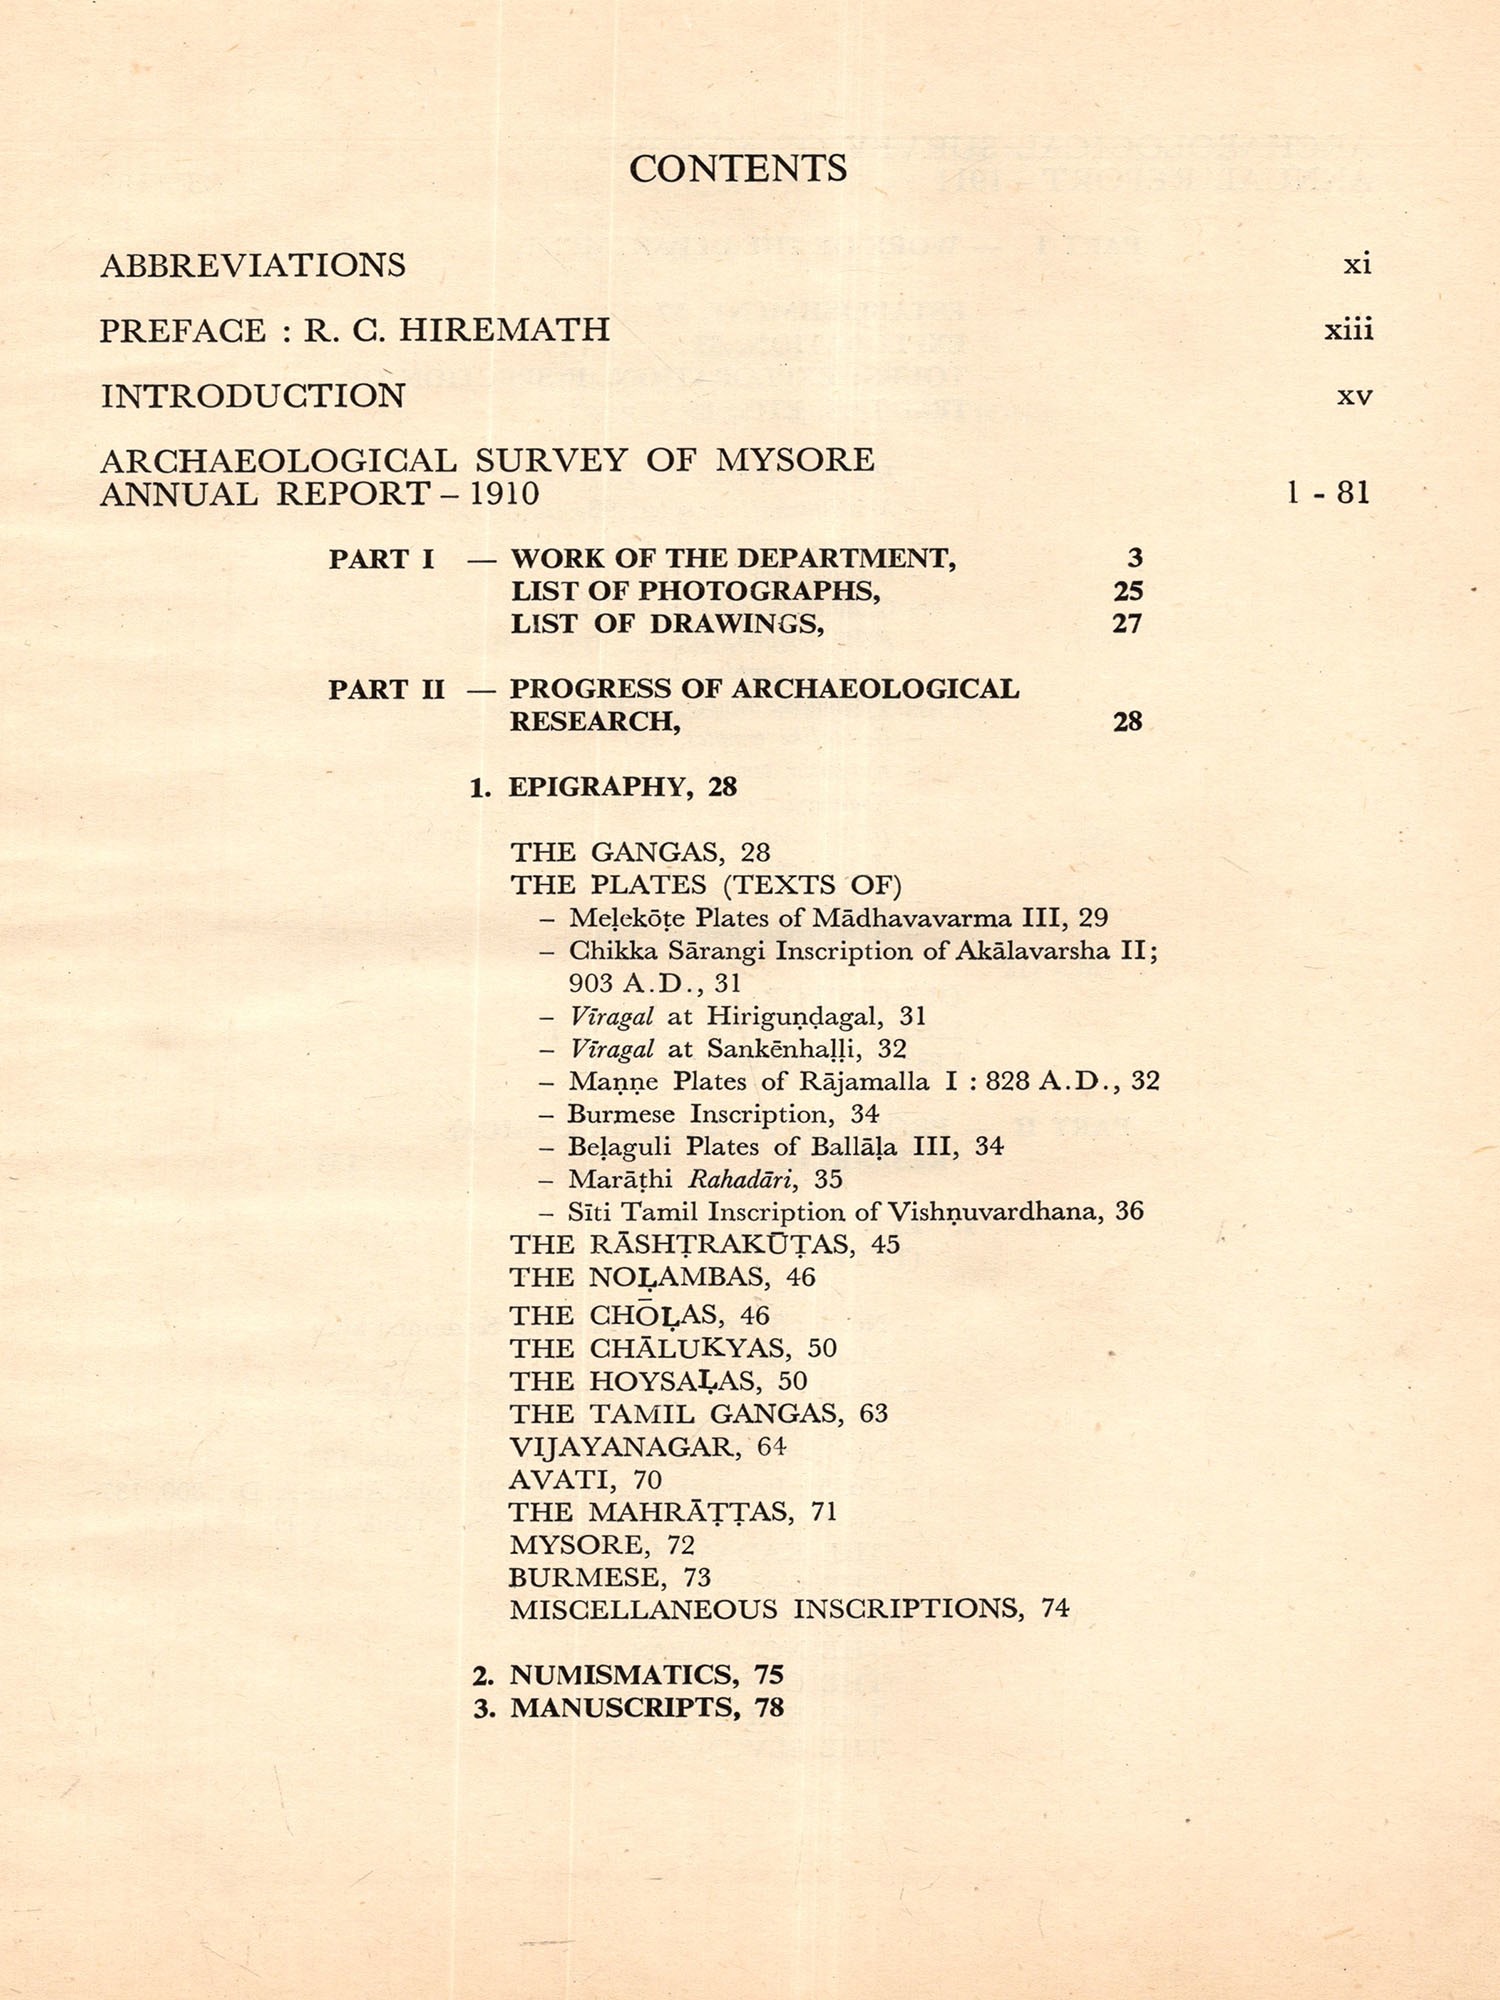 CONTENTS
ABBREVIATIONS xi
PREFACE : R. C. HIREMATH xiii
INTRODUCTION xv
ARCHAEOLOGICAL SURVEY OF MYSORE
ANNUAL REPORT – 1910 1 - 81
PART I — WORK OF THE DEPARTMENT, 3
LIST OF PHOTOGRAPHS, 25
LIST OF DRAWINGS, 27
PART II — PROGRESS OF ARCHAEOLOGICAL
RESEARCH, 28
1. EPIGRAPHY, 28
THE GANGAS, 28
THE PLATES (TEXTS OF)
– Meḷekōṭe Plates of Mādhavavarma III, 29
– Chikka Sārangi Inscription of Akālavarsha II;
903 A.D., 31
– Vīragal at Hiriguṇḍagal, 31
– Vīragal at Sankēnhaḷḷi, 32
– Maṇṇe Plates of Rājamalla I : 828 A.D., 32
– Burmese Inscription, 34
– Beḷaguli Plates of Ballāḷa III, 34
– Marāṭhi Rahadāri, 35
– Sīti Tamil Inscription of Vishṇuvardhana, 36
THE RĀSHṬRAKŪṬAS, 45
THE NOḶAMBAS, 46
THE CHŌḶAS, 46
THE CHĀLUKYAS, 50
THE HOYSAḶAS, 50
THE TAMIL GANGAS, 63
VIJAYANAGAR, 64
AVATI, 70
THE MAHRĀṬṬAS, 71
MYSORE, 72
BURMESE, 73
MISCELLANEOUS INSCRIPTIONS, 74
2. NUMISMATICS, 75
3. MANUSCRIPTS, 78